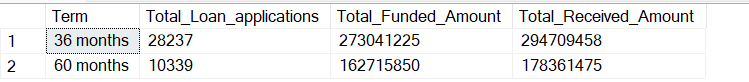 Term Total_Loan_applications Total_Funded_Amount Total_Received_Amount
1 36 months 28237 273041225 294709458
2 60 months 10339 162715850 178361475